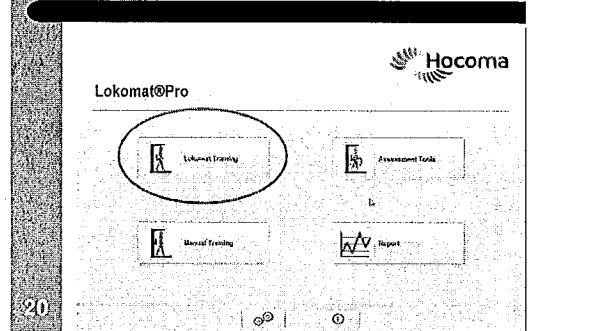 Hocoma
Lokomat®Pro
Lokomat Training
Assessment Tools
Manual Training
Report
20